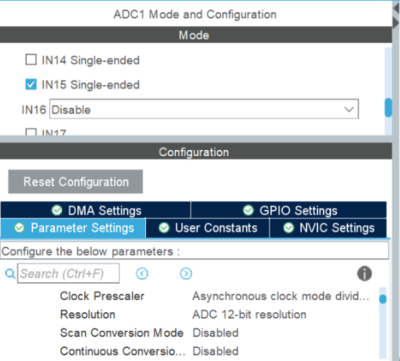 ADC1 Mode and Configuration
Mode
IN14 Single-ended
IN15 Single-ended
IN16 Disable
IN17
Configuration
Reset Configuration
DMA Settings GPIO Settings
Parameter Settings User Constants NVIC Settings
Configure the below parameters :
Search (Ctrl+F)
Clock Prescaler Asynchronous clock mode divid...
Resolution ADC 12-bit resolution
Scan Conversion Mode Disabled
Continuous Conversio... Disabled